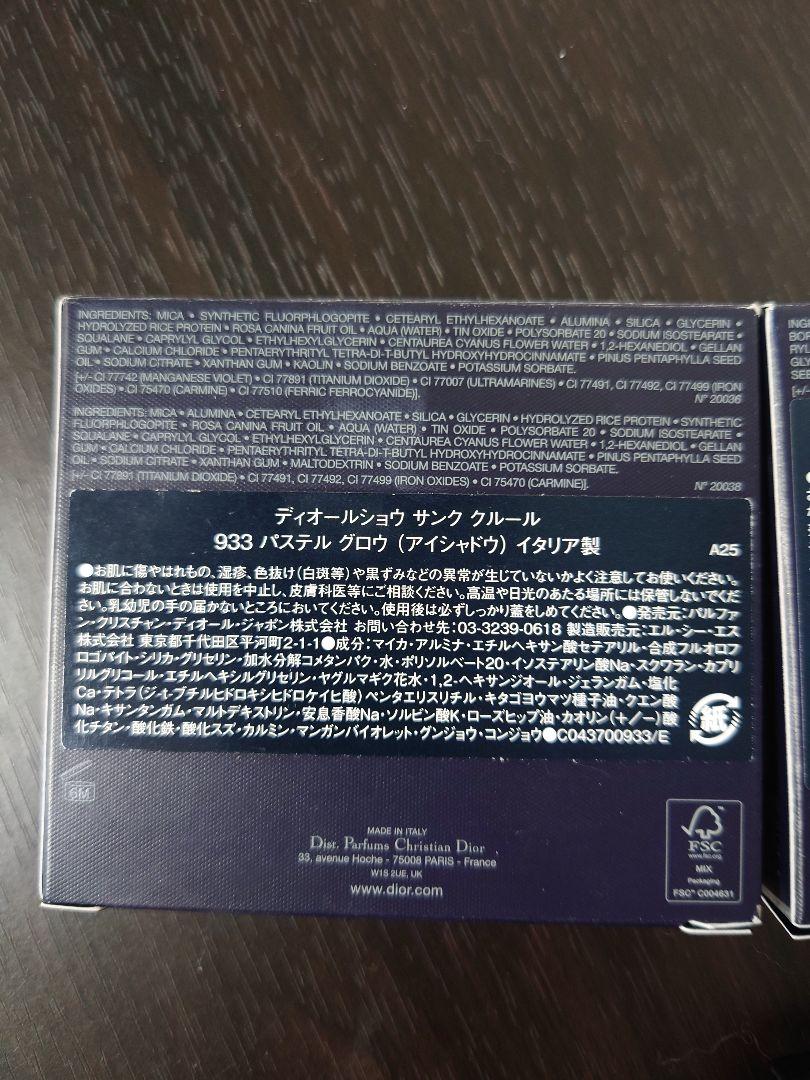 INGREDIENTS: MICA • SYNTHETIC FLUORPHLOGOPITE • CETEARYL ETHYLHEXANOATE • ALUMINA • SILICA • GLYCERIN •
HYDROLYZED RICE PROTEIN • ROSA CANINA FRUIT OIL • AQUA (WATER) • TIN OXIDE • POLYSORBATE 20 • SODIUM ISOSTEARATE •
SQUALANE • CAPRYLYL GLYCOL • ETHYLHEXYLGLYCERIN • CENTAUREA CYANUS FLOWER WATER • 1,2-HEXANEDIOL • GELLAN
GUM • CALCIUM CHLORIDE • PENTAERYTHRITYL TETRA-DI-T-BUTYL HYDROXYHYDROCINNAMATE • PINUS PENTAPHYLLA SEED
OIL • SODIUM CITRATE • XANTHAN GUM • KAOLIN • SODIUM BENZOATE • POTASSIUM SORBATE.
[+/- CI 77742 (MANGANESE VIOLET) • CI 77891 (TITANIUM DIOXIDE) • CI 77007 (ULTRAMARINES) • CI 77491, CI 77492, CI 77499 (IRON
OXIDES) • CI 75470 (CARMINE) • CI 77510 (FERRIC FERROCYANIDE)].
N° 20036
INGREDIENTS: MICA • ALUMINA • CETEARYL ETHYLHEXANOATE • SILICA • GLYCERIN • HYDROLYZED RICE PROTEIN • SYNTHETIC
FLUORPHLOGOPITE • ROSA CANINA FRUIT OIL • AQUA (WATER) • TIN OXIDE • POLYSORBATE 20 • SODIUM ISOSTEARATE •
SQUALANE • CAPRYLYL GLYCOL • ETHYLHEXYLGLYCERIN • CENTAUREA CYANUS FLOWER WATER • 1,2-HEXANEDIOL • GELLAN
GUM • CALCIUM CHLORIDE • PENTAERYTHRITYL TETRA-DI-T-BUTYL HYDROXYHYDROCINNAMATE • PINUS PENTAPHYLLA SEED
OIL • SODIUM CITRATE • XANTHAN GUM • MALTODEXTRIN • SODIUM BENZOATE • POTASSIUM SORBATE.
[+/- CI 77891 (TITANIUM DIOXIDE) • CI 77491, CI 77492, CI 77499 (IRON OXIDES) • CI 75470 (CARMINE)].
N° 20038
ディオールショウ サンク クルール
933 パステル グロウ (アイシャドウ) イタリア製
A25
●お肌に傷やはれもの、湿疹、色抜け(白斑等)や黒ずみなどの異常が生じていないかよく注意してお使いください。
お肌に合わないときは使用を中止し、皮膚科医等にご相談ください。高温や日光のあたる場所には保管しないでくだ
さい。乳幼児の手の届かないところにおいてください。使用後は必ずしっかり蓋をしめてください。●発売元:パルファ
ン・クリスチャン・ディオール・ジャポン株式会社 お問い合わせ先:03-3239-0618 製造販売元:エル・シー・エス
株式会社 東京都千代田区平河町2-1-1●成分:マイカ・アルミナ・エチルヘキサン酸セテアリル・合成フルオロフ
ロゴパイト・シリカ・グリセリン・加水分解コメタンパク・水・ポリソルベート20・イソステアリン酸Na・スクワラン・カプリ
リルグリコール・エチルヘキシルグリセリン・ヤグルマギク花水・1,2-ヘキサンジオール・ジェランガム・塩化
Ca・テトラ(ジ-t-ブチルヒドロキシヒドロケイヒ酸)ペンタエリスリチル・キタゴヨウマツ種子油・クエン酸
Na・キサンタンガム・マルトデキストリン・安息香酸Na・ソルビン酸K・ローズヒップ油・カオリン(+/-)酸
化チタン・酸化鉄・酸化スズ・カルミン・マンガンバイオレット・グンジョウ・コンジョウ●C043700933/E
紙
6M
MADE IN ITALY
Dist. Parfums Christian Dior
33, avenue Hoche - 75008 PARIS - France
W1S 2UE, UK
www.dior.com
FSC
www.fsc.org
MIX
Packaging
FSC™ C004631